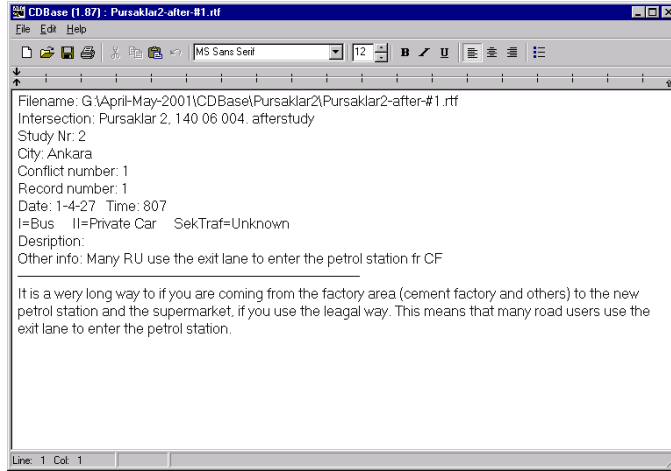 CDBase (1.87) : Pursaklar2-after-#1.rtf
File Edit Help
MS Sans Serif 12 B / U
Filename: G:\April-May-2001\CDBase\Pursaklar2\Pursaklar2-after-#1.rtf
Intersection: Pursaklar 2, 140 06 004. afterstudy
Study Nr: 2
City: Ankara
Conflict number: 1
Record number: 1
Date: 1-4-27 Time: 807
I=Bus II=Private Car SekTraf=Unknown
Desription:
Other info: Many RU use the exit lane to enter the petrol station fr CF
It is a wery long way to if you are coming from the factory area (cement factory and others) to the new
petrol station and the supermarket, if you use the leagal way. This means that many road users use the
exit lane to enter the petrol station.
Line: 1 Col: 1